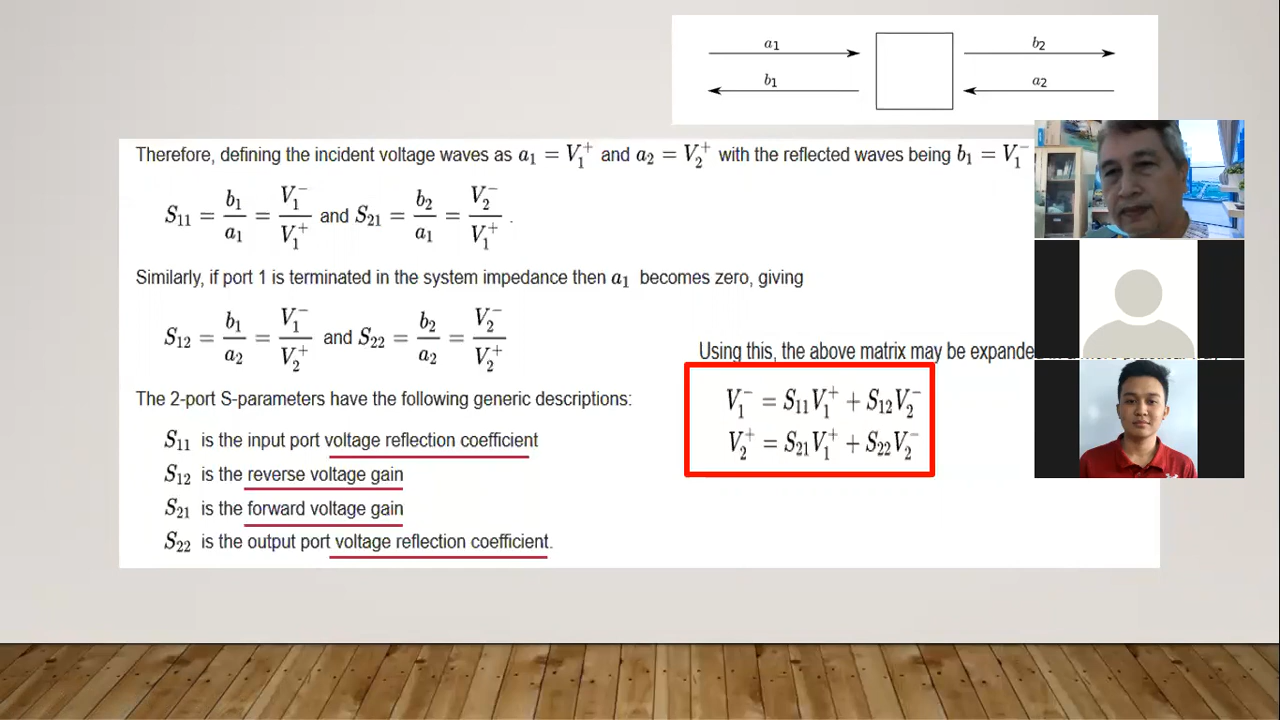 a₁ b₂
b₁ a₂
Therefore, defining the incident voltage waves as a₁ = V₁⁺ and a₂ = V₂⁺ with the reflected waves being b₁ = V₁⁻
S₁₁ = b₁/a₁ = V₁⁻/V₁⁺ and S₂₁ = b₂/a₁ = V₂⁻/V₁⁺ .
Similarly, if port 1 is terminated in the system impedance then a₁ becomes zero, giving
S₁₂ = b₁/a₂ = V₁⁻/V₂⁺ and S₂₂ = b₂/a₂ = V₂⁻/V₂⁺
The 2-port S-parameters have the following generic descriptions:
S₁₁ is the input port voltage reflection coefficient
S₁₂ is the reverse voltage gain
S₂₁ is the forward voltage gain
S₂₂ is the output port voltage reflection coefficient.
Using this, the above matrix may be expande
V₁⁻ = S₁₁V₁⁺ + S₁₂V₂⁻
V₂⁺ = S₂₁V₁⁺ + S₂₂V₂⁻